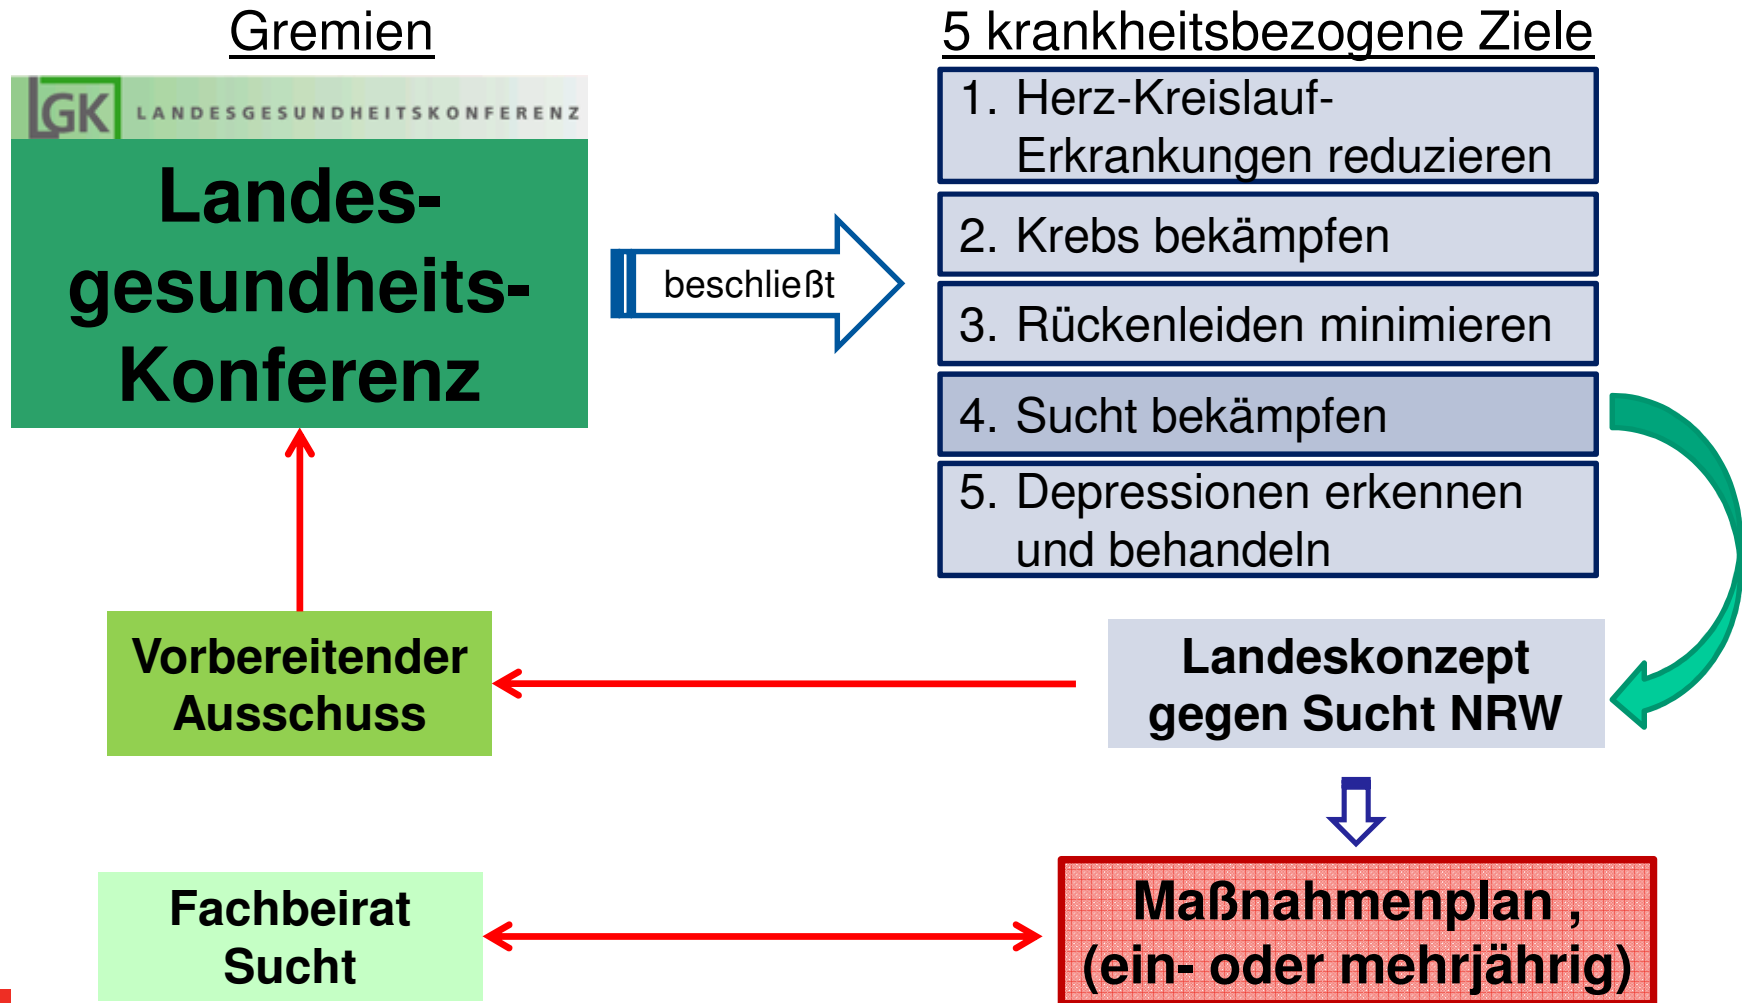 Gremien
LGK LANDESGESUNDHEITSKONFERENZ
Landes-
gesundheits-
Konferenz
beschließt
5 krankheitsbezogene Ziele
1. Herz-Kreislauf-
Erkrankungen reduzieren
2. Krebs bekämpfen
3. Rückenleiden minimieren
4. Sucht bekämpfen
5. Depressionen erkennen
und behandeln
Vorbereitender
Ausschuss
Landeskonzept
gegen Sucht NRW
Fachbeirat
Sucht
Maßnahmenplan ,
(ein- oder mehrjährig)